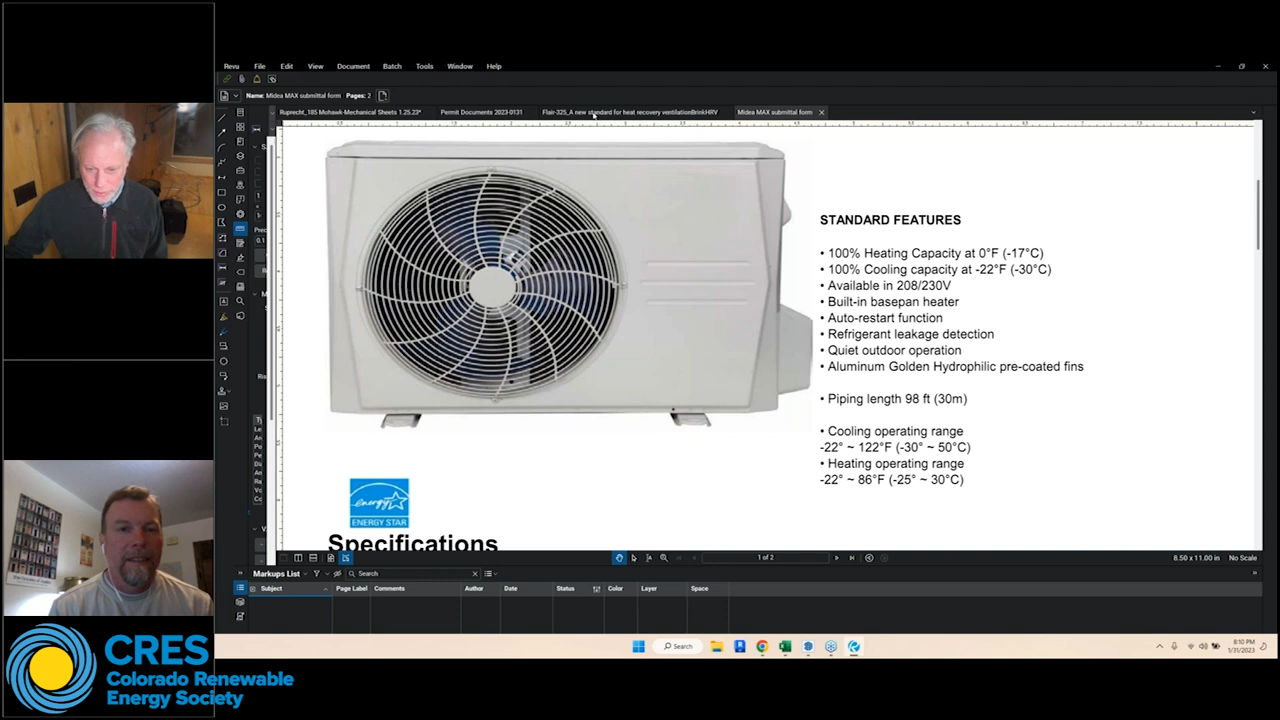 Revu File Edit View Document Batch Tools Window Help
Name: Midea MAX submittal form Pages: 2
Ruprecht_185 Mohawk-Mechanical Sheets 1.25.23* Permit Documents 2023-0131 Flair-325_A new standard for heat recovery ventilationBrinkHRV Midea MAX submittal form
STANDARD FEATURES
• 100% Heating Capacity at 0°F (-17°C)
• 100% Cooling capacity at -22°F (-30°C)
• Available in 208/230V
• Built-in basepan heater
• Auto-restart function
• Refrigerant leakage detection
• Quiet outdoor operation
• Aluminum Golden Hydrophilic pre-coated fins
• Piping length 98 ft (30m)
• Cooling operating range
-22° ~ 122°F (-30° ~ 50°C)
• Heating operating range
-22° ~ 86°F (-25° ~ 30°C)
energy
ENERGY STAR
Specifications
1 of 2
8.50 x 11.00 in No Scale
Markups List Search
Subject Page Label Comments Author Date Status Color Layer Space
Search
8:10 PM
1/31/2023
CRES
Colorado Renewable
Energy Society